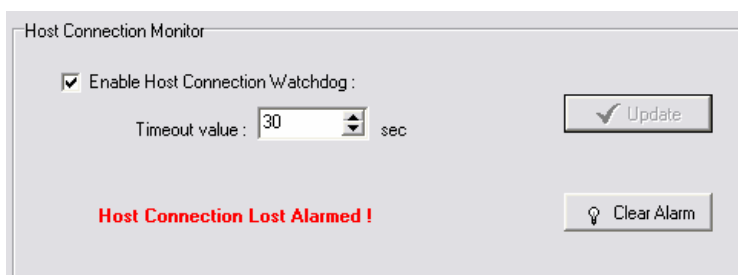 Host Connection Monitor
Enable Host Connection Watchdog :
Timeout value : 30 sec
Update
Host Connection Lost Alarmed !
Clear Alarm